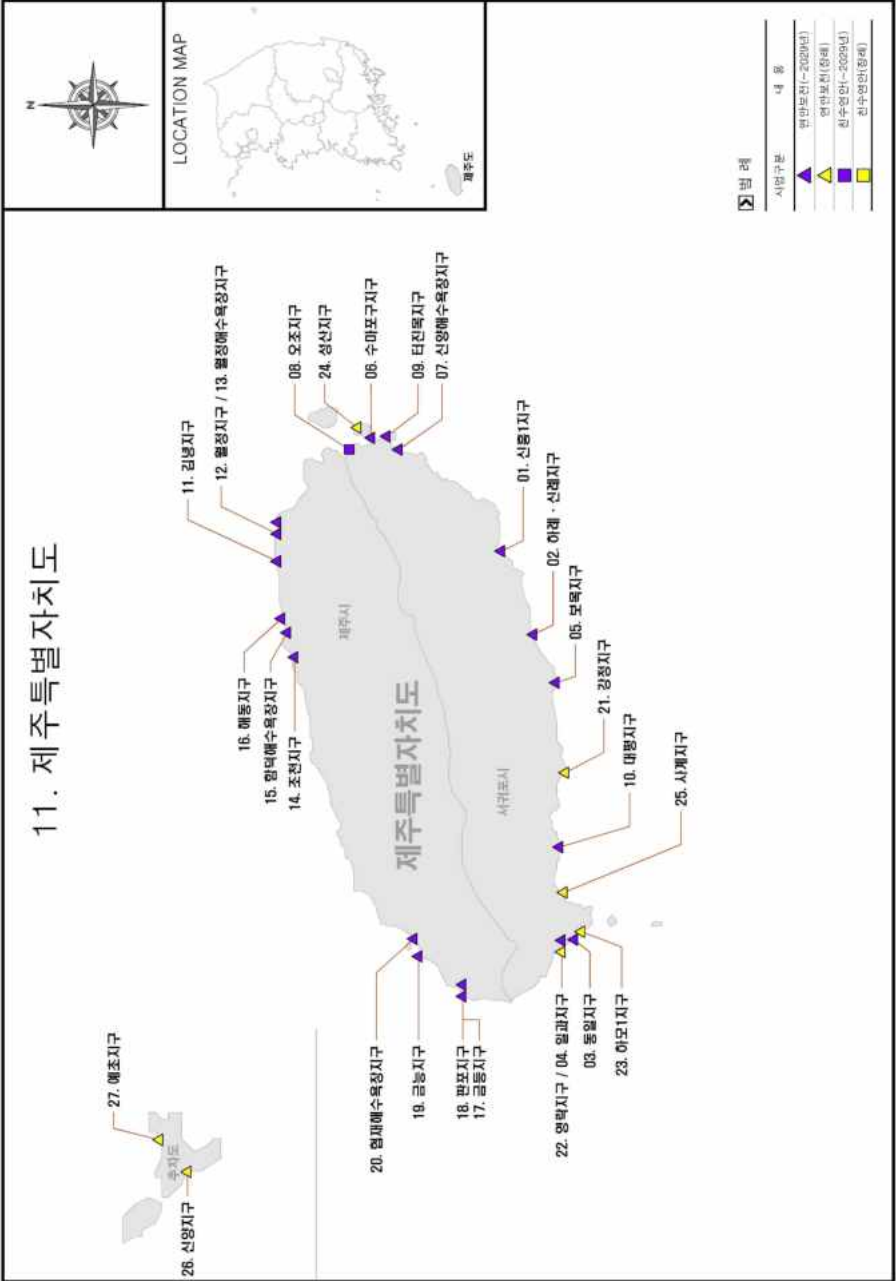 11. 제주특별자치도
N
LOCATION MAP
제주도
27. 예초지구
추자도
26. 신양지구
16. 해동지구
15. 함덕해수욕장지구
14. 조천지구
11. 김녕지구
12. 월정지구 / 13. 월정해수욕장지구
08. 오조지구
24. 성산지구
06. 수마포구지구
09. 터진목지구
07. 신양해수욕장지구
20. 협재해수욕장지구
19. 금능지구
18. 판포지구
17. 금등지구
제주시
제주특별자치도
서귀포시
01. 신흥1지구
02. 하례 · 신례지구
05. 보목지구
21. 강정지구
10. 대평지구
25. 사계지구
22. 영락지구 / 04. 일과지구
03. 동일지구
23. 하모1지구
범 례
사업구분 내 용
연안보전(~2029년)
연안보전(장래)
친수연안(~2029년)
친수연안(장래)